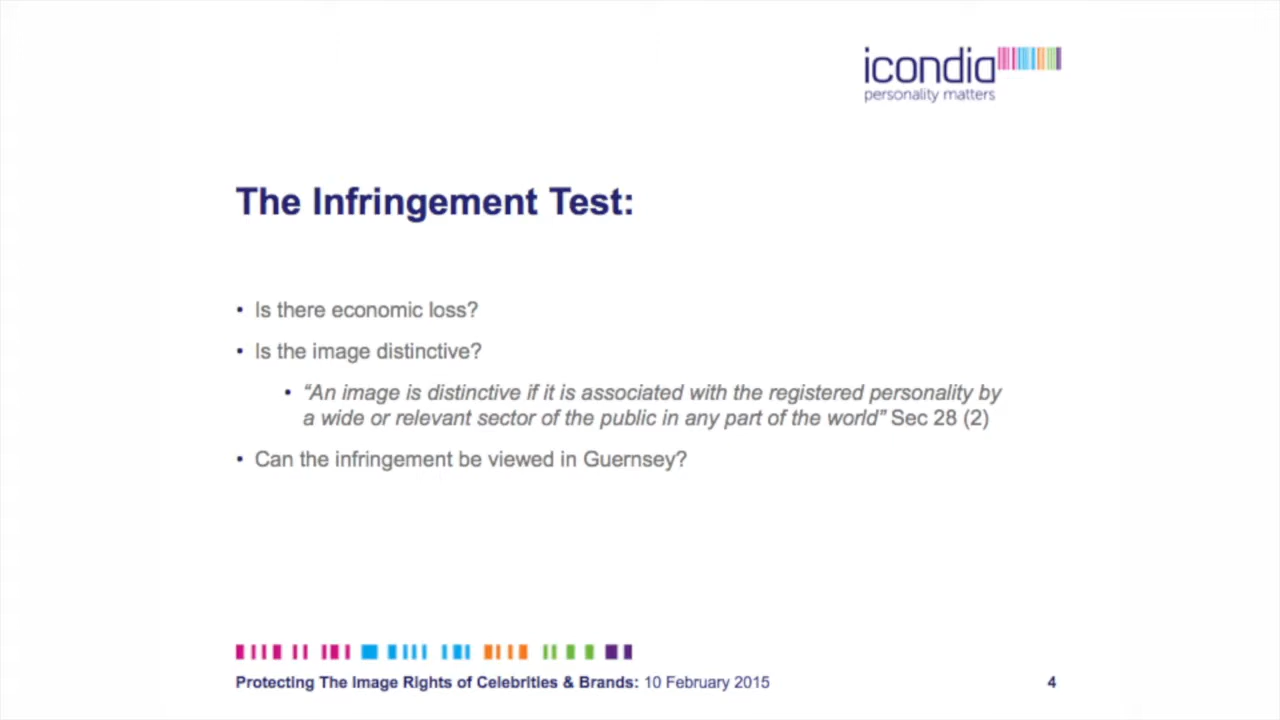 icondia
personality matters
The Infringement Test:
• Is there economic loss?
• Is the image distinctive?
• “An image is distinctive if it is associated with the registered personality by
a wide or relevant sector of the public in any part of the world” Sec 28 (2)
• Can the infringement be viewed in Guernsey?
Protecting The Image Rights of Celebrities & Brands: 10 February 2015 4